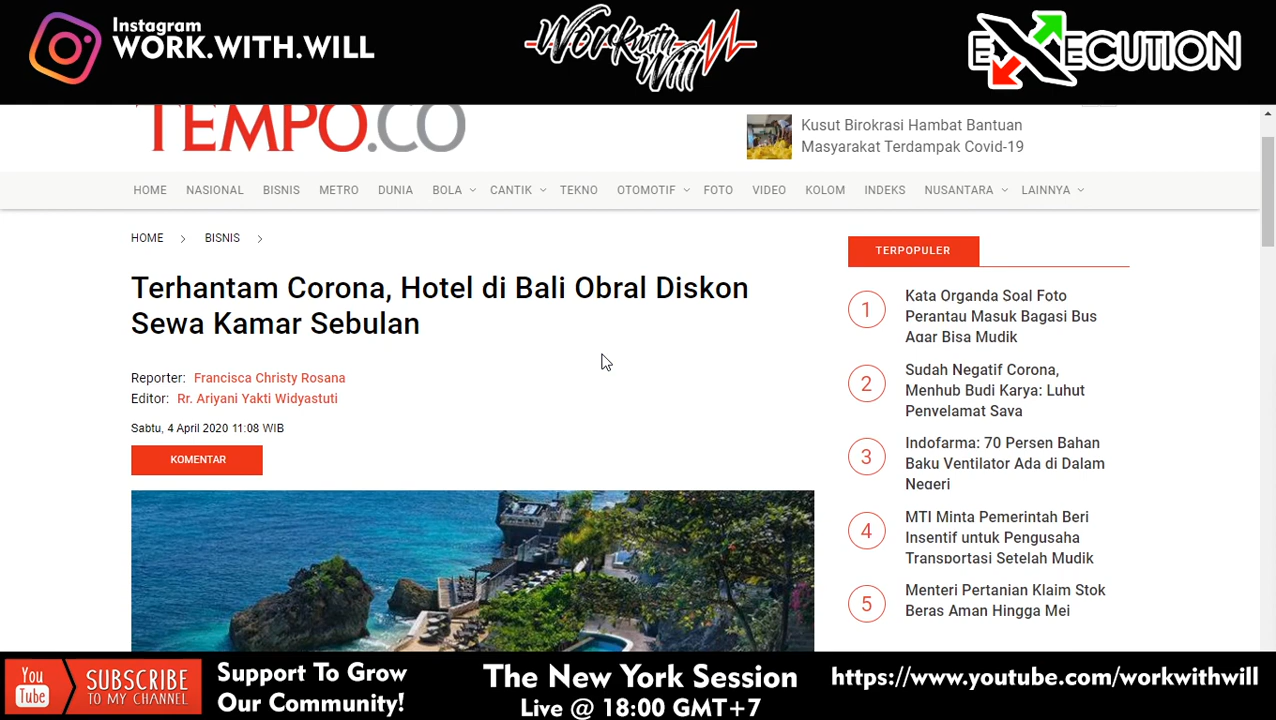 Instagram
WORK.WITH.WILL
Work with Will
EXECUTION
TEMPO.CO
Kusut Birokrasi Hambat Bantuan
Masyarakat Terdampak Covid-19
HOME NASIONAL BISNIS METRO DUNIA BOLA CANTIK TEKNO OTOMOTIF FOTO VIDEO KOLOM INDEKS NUSANTARA LAINNYA
HOME BISNIS
Terhantam Corona, Hotel di Bali Obral Diskon
Sewa Kamar Sebulan
Reporter: Francisca Christy Rosana
Editor: Rr. Ariyani Yakti Widyastuti
Sabtu, 4 April 2020 11:08 WIB
KOMENTAR
TERPOPULER
1
Kata Organda Soal Foto
Perantau Masuk Bagasi Bus
Agar Bisa Mudik
2
Sudah Negatif Corona,
Menhub Budi Karya: Luhut
Penyelamat Saya
3
Indofarma: 70 Persen Bahan
Baku Ventilator Ada di Dalam
Negeri
4
MTI Minta Pemerintah Beri
Insentif untuk Pengusaha
Transportasi Setelah Mudik
5
Menteri Pertanian Klaim Stok
Beras Aman Hingga Mei
You
Tube
SUBSCRIBE
TO MY CHANNEL
Support To Grow
Our Community!
The New York Session
Live @ 18:00 GMT+7
https://www.youtube.com/workwithwill